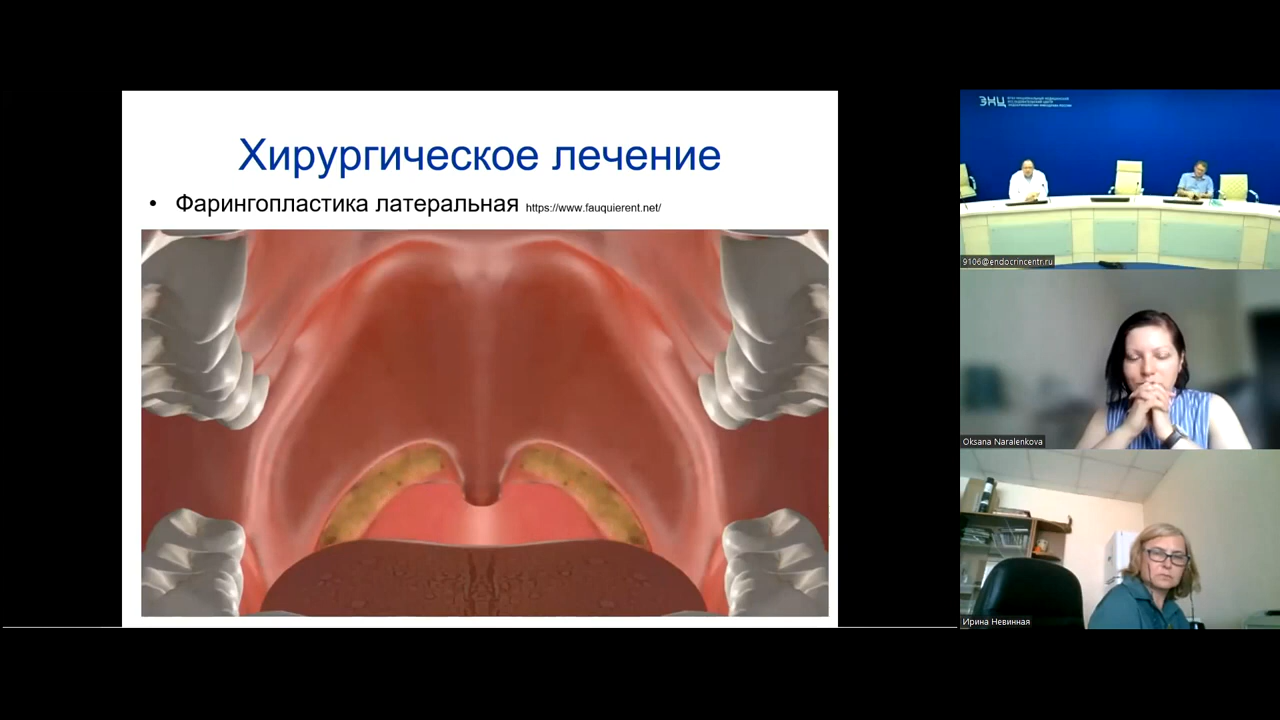 Хирургическое лечение
• Фарингопластика латеральная https://www.fauquierent.net/
ЭНЦ
9106@endocrincentr.ru
Oksana Naralenkova
Ирина Невинная